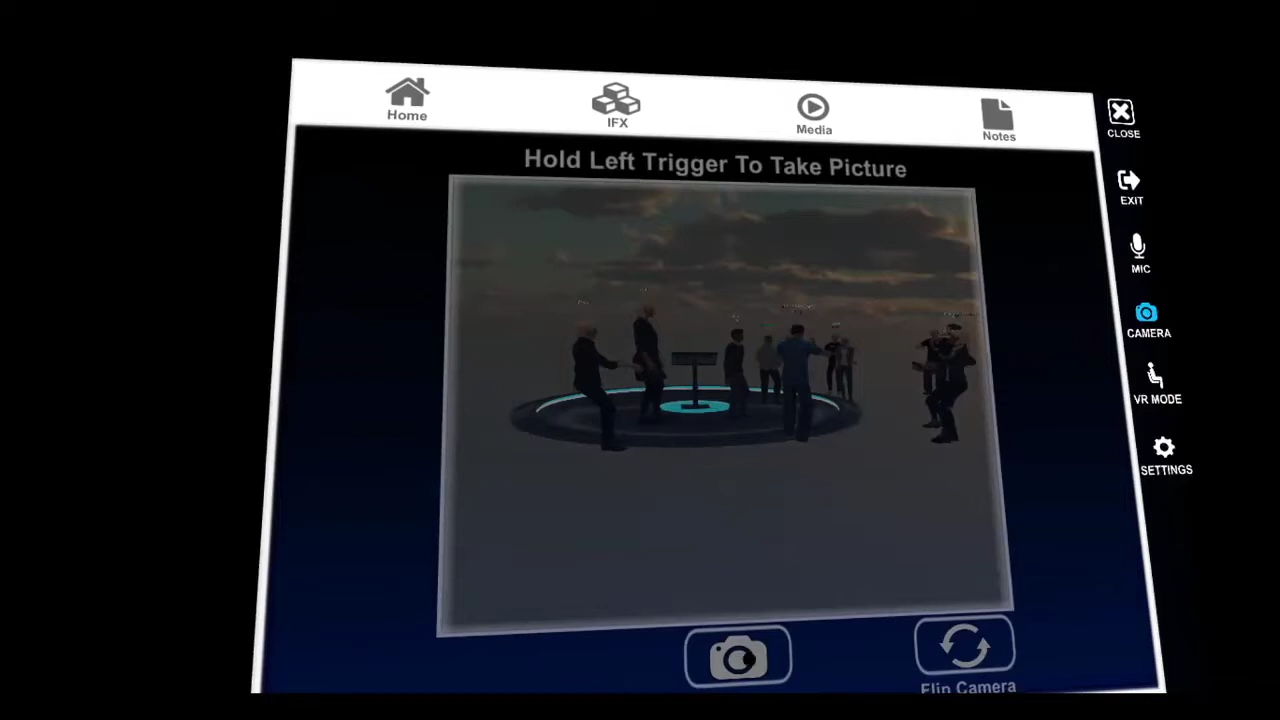 Home
IFX
Media
Notes
CLOSE
Hold Left Trigger To Take Picture
EXIT
MIC
CAMERA
VR MODE
SETTINGS
Flip Camera